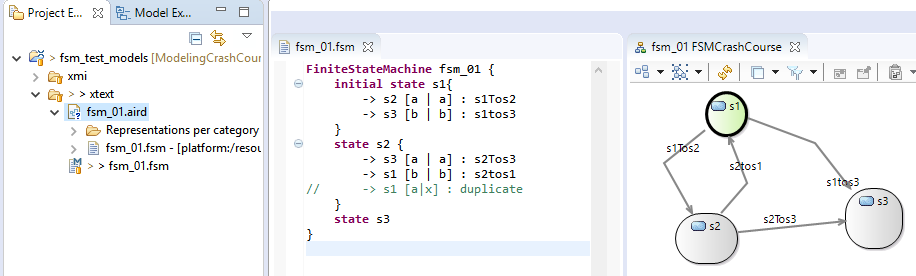 Project E...
Model Ex...
> fsm_test_models [ModelingCrashCour
xmi
> > xtext
fsm_01.aird
Representations per category
fsm_01.fsm - [platform:/resou
> > fsm_01.fsm
fsm_01.fsm
FiniteStateMachine fsm_01 {
initial state s1{
-> s2 [a | a] : s1Tos2
-> s3 [b | b] : s1tos3
}
state s2 {
-> s3 [a | a] : s2Tos3
-> s1 [b | b] : s2tos1
// -> s1 [a|x] : duplicate
}
state s3
}
fsm_01 FSMCrashCourse
s1
s1Tos2
s2tos1
s1tos3
s2Tos3
s2
s3